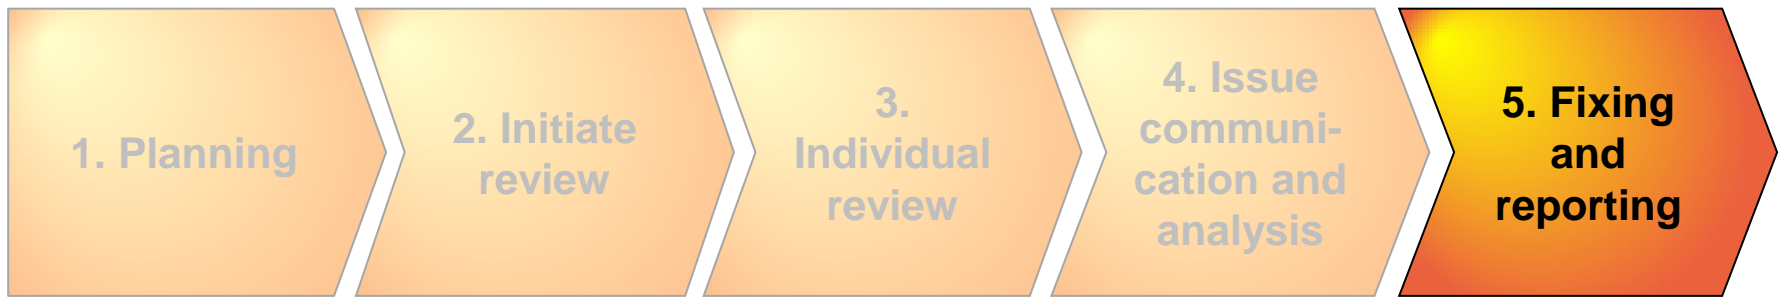 1. Planning
2. Initiate
review
3.
Individual
review
4. Issue
communi-
cation and
analysis
5. Fixing
and
reporting